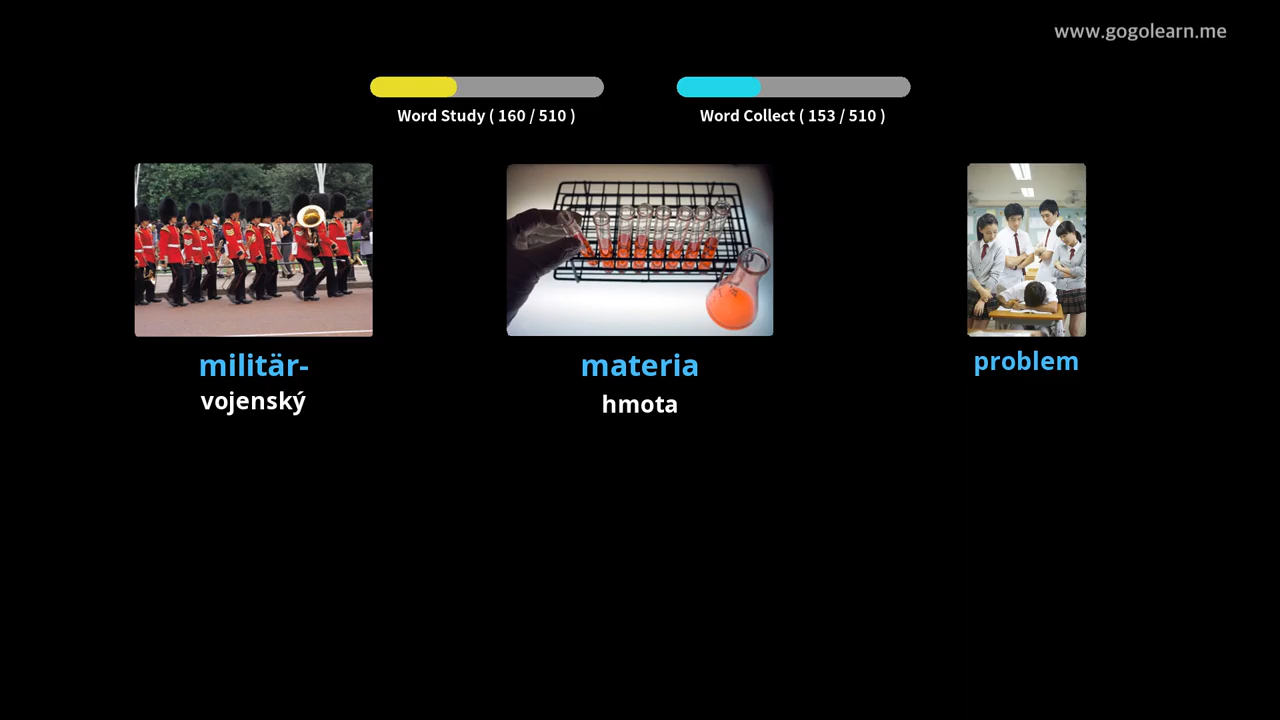 www.gogolearn.me
Word Study ( 160 / 510 )
Word Collect ( 153 / 510 )
militär-
vojenský
materia
hmota
problem